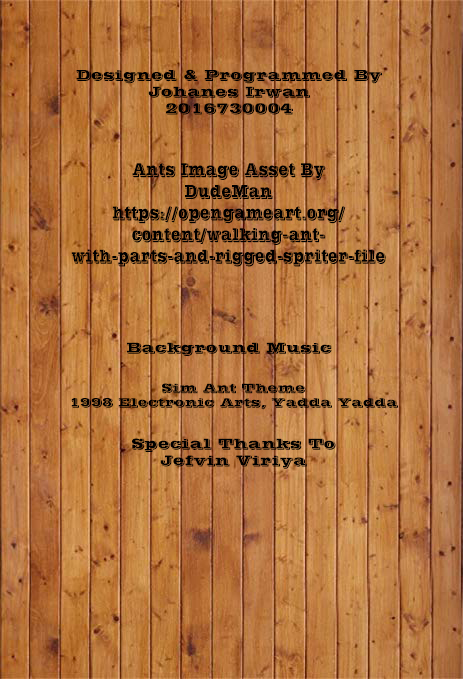 Designed & Programmed By
Johanes Irwan
2016730004
Ants Image Asset By
DudeMan
https://opengameart.org/
content/walking-ant-
with-parts-and-rigged-spriter-file
Background Music
Sim Ant Theme
1998 Electronic Arts, Yadda Yadda
Special Thanks To
Jefvin Viriya